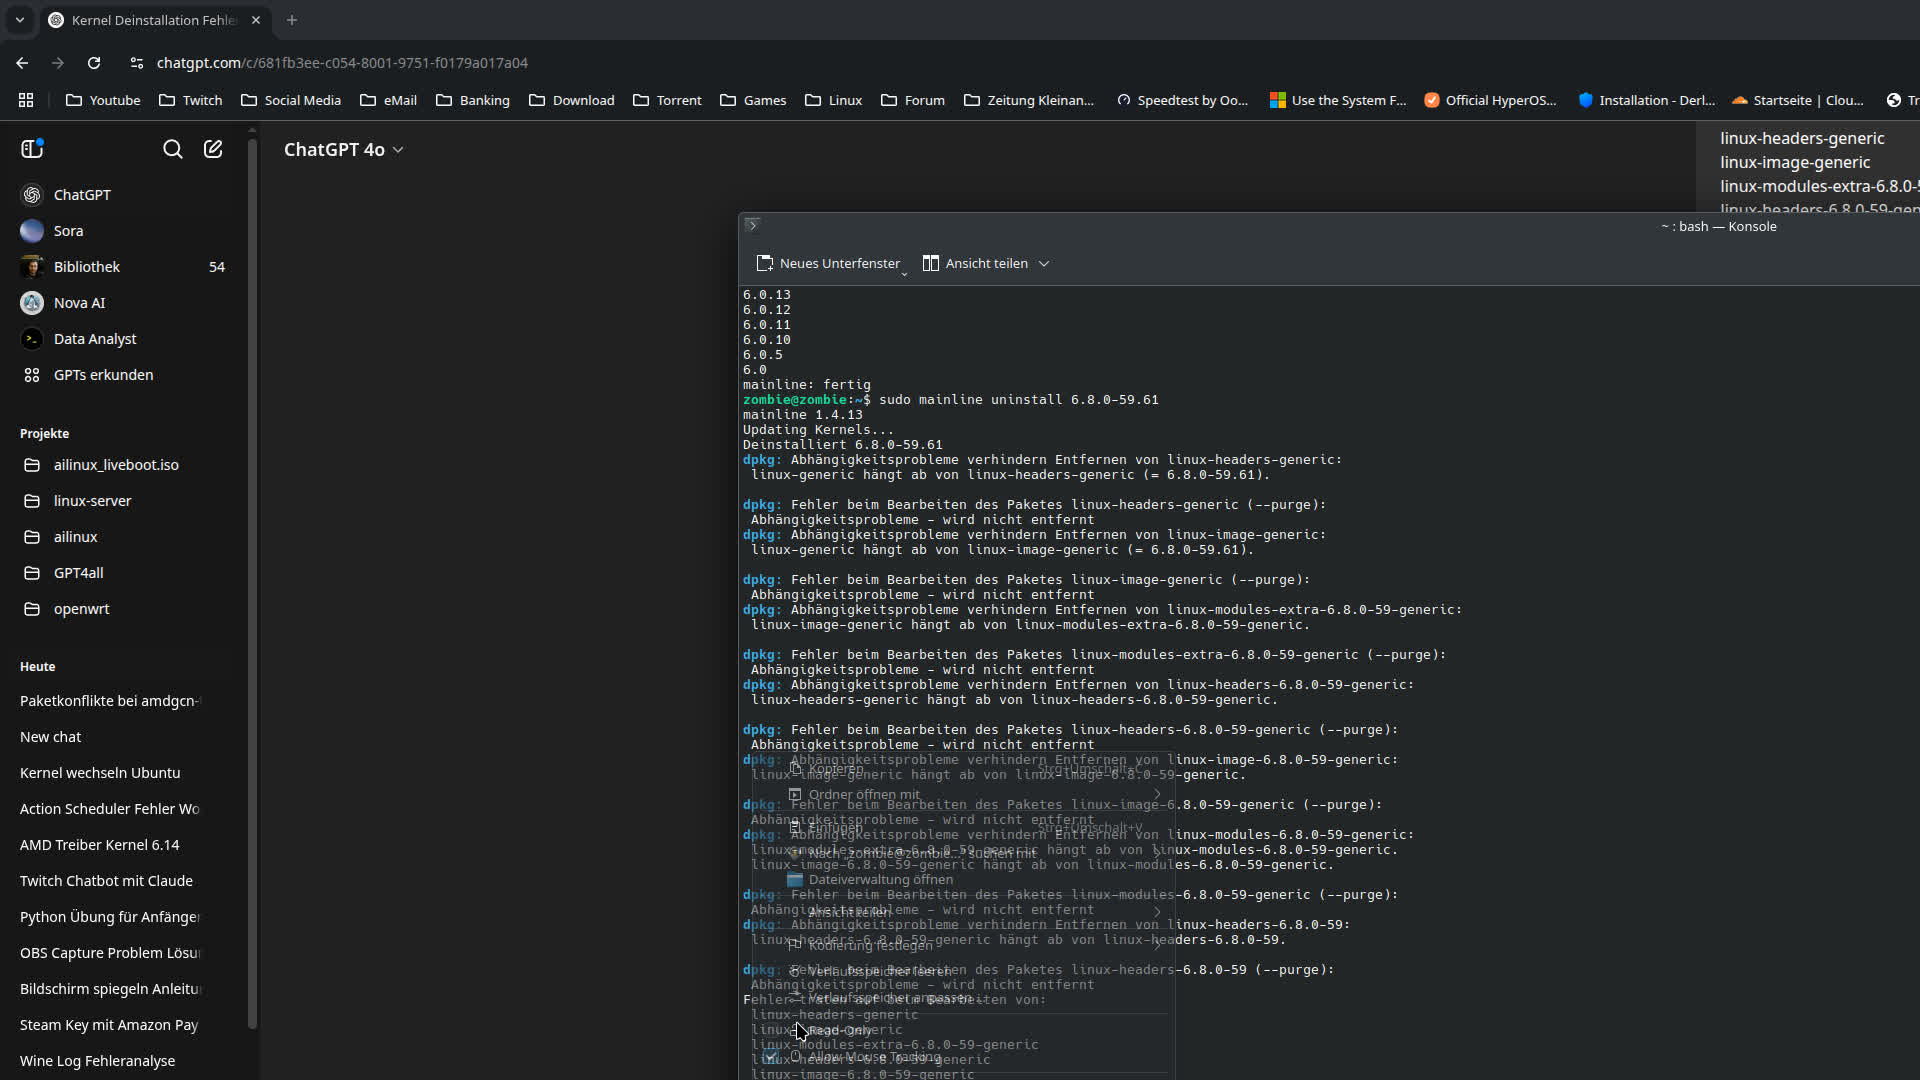 Kernel Deinstallation Fehle
chatgpt.com/c/681fb3ee-c054-8001-9751-f0179a017a04
Youtube Twitch Social Media eMail Banking Download Torrent Games Linux Forum Zeitung Kleinan... Speedtest by Oo... Use the System F... Official HyperOS... Installation - Derl... Startseite | Clou... Tr
ChatGPT 4o
ChatGPT
Sora
Bibliothek 54
Nova AI
Data Analyst
GPTs erkunden
Projekte
ailinux_liveboot.iso
linux-server
ailinux
GPT4all
openwrt
Heute
Paketkonflikte bei amdgcn-
New chat
Kernel wechseln Ubuntu
Action Scheduler Fehler Wo
AMD Treiber Kernel 6.14
Twitch Chatbot mit Claude
Python Übung für Anfänger
OBS Capture Problem Lösu
Bildschirm spiegeln Anleitu
Steam Key mit Amazon Pay
Wine Log Fehleranalyse
linux-headers-generic
linux-image-generic
linux-modules-extra-6.8.0-5
linux-headers-6.8.0-59-gen
~ : bash — Konsole
Neues Unterfenster Ansicht teilen
6.0.13
6.0.12
6.0.11
6.0.10
6.0.5
6.0
mainline: fertig
zombie@zombie:~$ sudo mainline uninstall 6.8.0-59.61
mainline 1.4.13
Updating Kernels...
Deinstalliert 6.8.0-59.61
dpkg: Abhängigkeitsprobleme verhindern Entfernen von linux-headers-generic:
linux-generic hängt ab von linux-headers-generic (= 6.8.0-59.61).
dpkg: Fehler beim Bearbeiten des Paketes linux-headers-generic (--purge):
Abhängigkeitsprobleme - wird nicht entfernt
dpkg: Abhängigkeitsprobleme verhindern Entfernen von linux-image-generic:
linux-generic hängt ab von linux-image-generic (= 6.8.0-59.61).
dpkg: Fehler beim Bearbeiten des Paketes linux-image-generic (--purge):
Abhängigkeitsprobleme - wird nicht entfernt
dpkg: Abhängigkeitsprobleme verhindern Entfernen von linux-modules-extra-6.8.0-59-generic:
linux-image-generic hängt ab von linux-modules-extra-6.8.0-59-generic.
dpkg: Fehler beim Bearbeiten des Paketes linux-modules-extra-6.8.0-59-generic (--purge):
Abhängigkeitsprobleme - wird nicht entfernt
dpkg: Abhängigkeitsprobleme verhindern Entfernen von linux-headers-6.8.0-59-generic:
linux-headers-generic hängt ab von linux-headers-6.8.0-59-generic.
dpkg: Fehler beim Bearbeiten des Paketes linux-headers-6.8.0-59-generic (--purge):
Abhängigkeitsprobleme - wird nicht entfernt
dpkg: Abhängigkeitsprobleme verhindern Entfernen von linux-image-6.8.0-59-generic:
Kopieren Strg+Umschalt+C
linux-image-generic hängt ab von linux-image-6.8.0-59-generic.
Ordner öffnen mit
dpkg: Fehler beim Bearbeiten des Paketes linux-image-6.8.0-59-generic (--purge):
Abhängigkeitsprobleme - wird nicht entfernt
Einfügen Strg+Umschalt+V
dpkg: Abhängigkeitsprobleme verhindern Entfernen von linux-modules-6.8.0-59-generic:
linux-modules-extra-6.8.0-59-generic hängt ab von linux-modules-6.8.0-59-generic.
Nach „zombie@zombie..." suchen mit
linux-image-6.8.0-59-generic hängt ab von linux-modules-6.8.0-59-generic.
Dateiverwaltung öffnen
dpkg: Fehler beim Bearbeiten des Paketes linux-modules-6.8.0-59-generic (--purge):
Abhängigkeitsprobleme - wird nicht entfernt
Ansicht teilen
dpkg: Abhängigkeitsprobleme verhindern Entfernen von linux-headers-6.8.0-59:
linux-headers-6.8.0-59-generic hängt ab von linux-headers-6.8.0-59.
Kodierung festlegen
dpkg: Fehler beim Bearbeiten des Paketes linux-headers-6.8.0-59 (--purge):
Verlaufsspeicher leeren
Abhängigkeitsprobleme - wird nicht entfernt
Verlaufsspeicher anpassen...
Fehler traten auf beim Bearbeiten von:
linux-headers-generic
linux-image-generic
Read-Only
linux-modules-extra-6.8.0-59-generic
Allow Mouse Tracking
linux-headers-6.8.0-59-generic
linux-image-6.8.0-59-generic